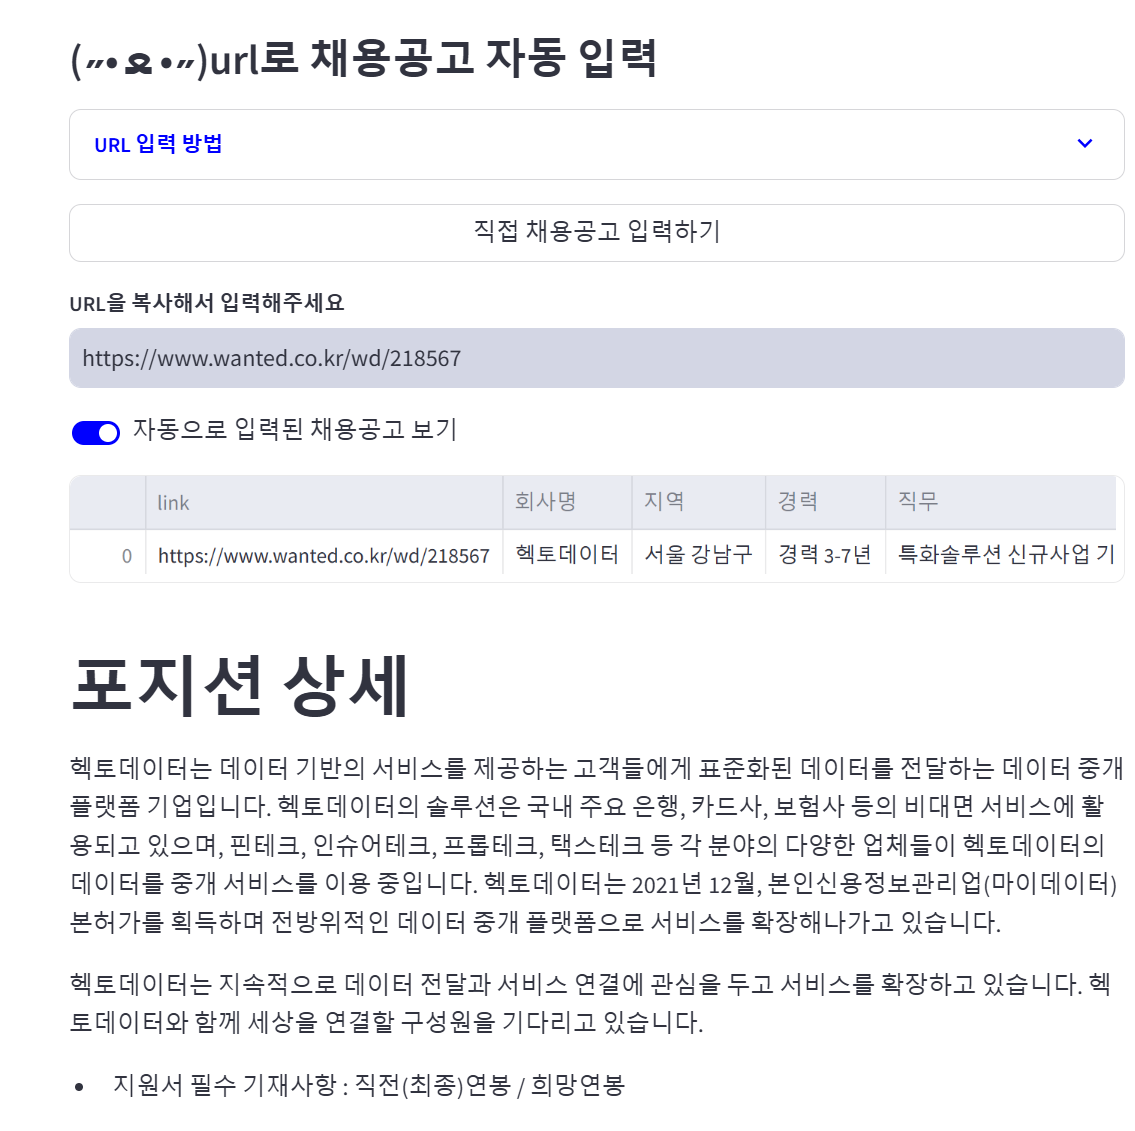 (˶• ﻌ •˶)url로 채용공고 자동 입력
URL 입력 방법
직접 채용공고 입력하기
URL을 복사해서 입력해주세요
https://www.wanted.co.kr/wd/218567
자동으로 입력된 채용공고 보기
link 회사명 지역 경력 직무
0 https://www.wanted.co.kr/wd/218567 헥토데이터 서울 강남구 경력 3-7년 특화솔루션 신규사업 기
포지션 상세
헥토데이터는 데이터 기반의 서비스를 제공하는 고객들에게 표준화된 데이터를 전달하는 데이터 중개
플랫폼 기업입니다. 헥토데이터의 솔루션은 국내 주요 은행, 카드사, 보험사 등의 비대면 서비스에 활
용되고 있으며, 핀테크, 인슈어테크, 프롭테크, 택스테크 등 각 분야의 다양한 업체들이 헥토데이터의
데이터를 중개 서비스를 이용 중입니다. 헥토데이터는 2021년 12월, 본인신용정보관리업(마이데이터)
본허가를 획득하며 전방위적인 데이터 중개 플랫폼으로 서비스를 확장해나가고 있습니다.
헥토데이터는 지속적으로 데이터 전달과 서비스 연결에 관심을 두고 서비스를 확장하고 있습니다. 헥
토데이터와 함께 세상을 연결할 구성원을 기다리고 있습니다.
• 지원서 필수 기재사항 : 직전(최종)연봉 / 희망연봉